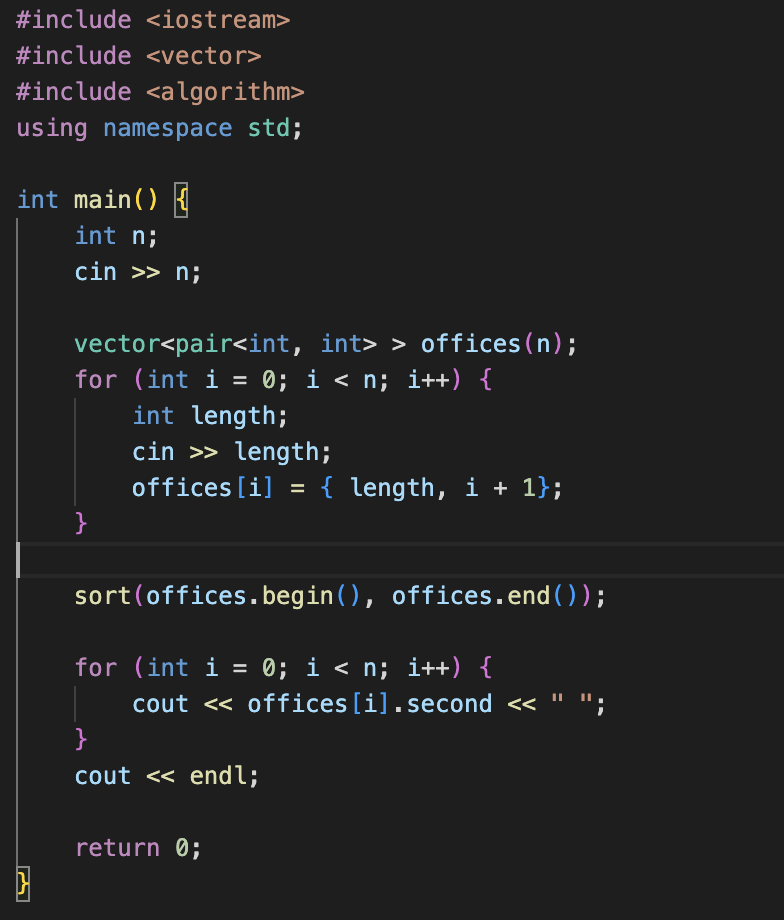 #include <iostream>
#include <vector>
#include <algorithm>
using namespace std;

int main() {
    int n;
    cin >> n;

    vector<pair<int, int> > offices(n);
    for (int i = 0; i < n; i++) {
        int length;
        cin >> length;
        offices[i] = { length, i + 1};
    }

    sort(offices.begin(), offices.end());

    for (int i = 0; i < n; i++) {
        cout << offices[i].second << " ";
    }
    cout << endl;

    return 0;
}